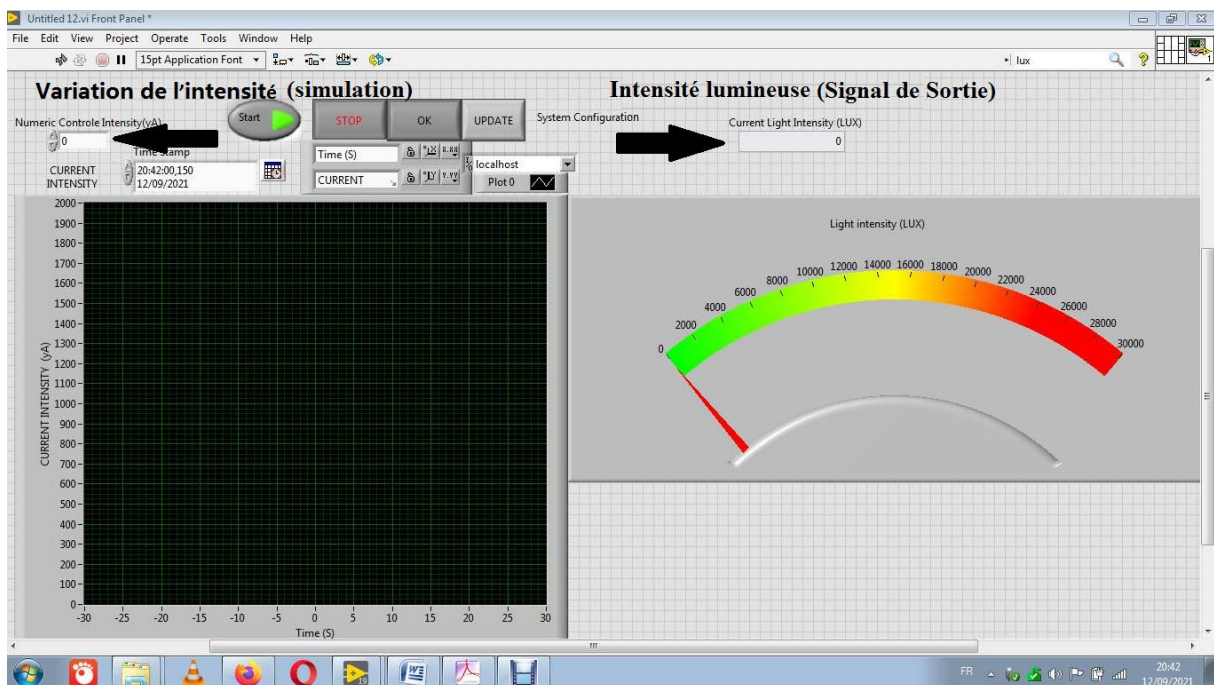 Untitled 12.vi Front Panel *
File Edit View Project Operate Tools Window Help
15pt Application Font
lux
Variation de l'intensité (simulation)
Intensité lumineuse (Signal de Sortie)
Numeric Controle Intensity(yA)
0
Start
STOP
OK
UPDATE
System Configuration
Current Light Intensity (LUX)
0
Time Stamp
CURRENT INTENSITY
20:42:00,150
12/09/2021
Time (S)
CURRENT
localhost
Plot 0
CURRENT INTENSITY (yA)
2000
1900
1800
1700
1600
1500
1400
1300
1200
1100
1000
900
800
700
600
500
400
300
200
100
0
-30 -25 -20 -15 -10 -5 0 5 10 15 20 25 30
Time (S)
Light intensity (LUX)
0 2000 4000 6000 8000 10000 12000 14000 16000 18000 20000 22000 24000 26000 28000 30000
FR
20:42
12/09/2021